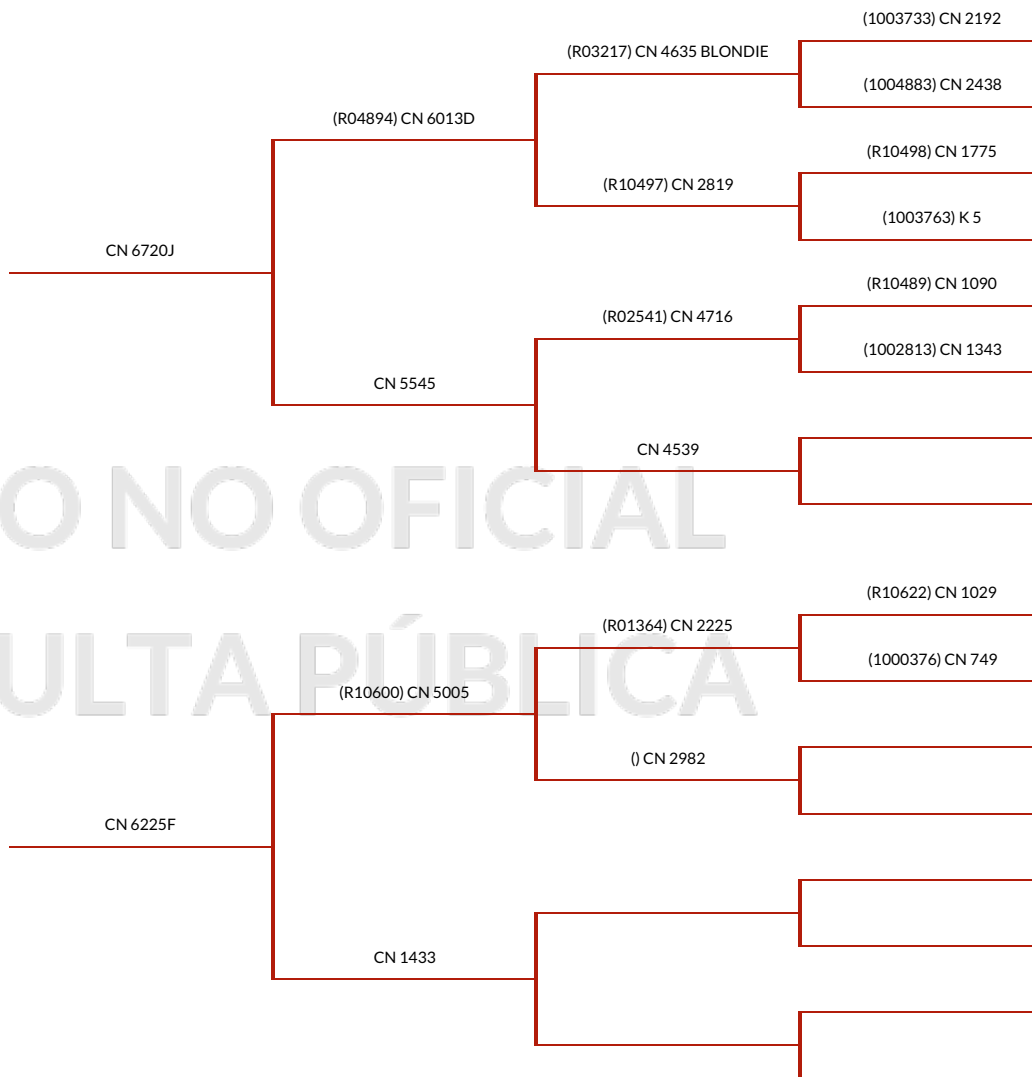 (1003733) CN 2192
(R03217) CN 4635 BLONDIE
(1004883) CN 2438
(R04894) CN 6013D
(R10498) CN 1775
(R10497) CN 2819
(1003763) K 5
CN 6720J
(R10489) CN 1090
(R02541) CN 4716
(1002813) CN 1343
CN 5545
CN 4539
O NO OFICIAL
(R10622) CN 1029
(R01364) CN 2225
(1000376) CN 749
ULTA PÚBLICA
(R10600) CN 5005
() CN 2982
CN 6225F
CN 1433